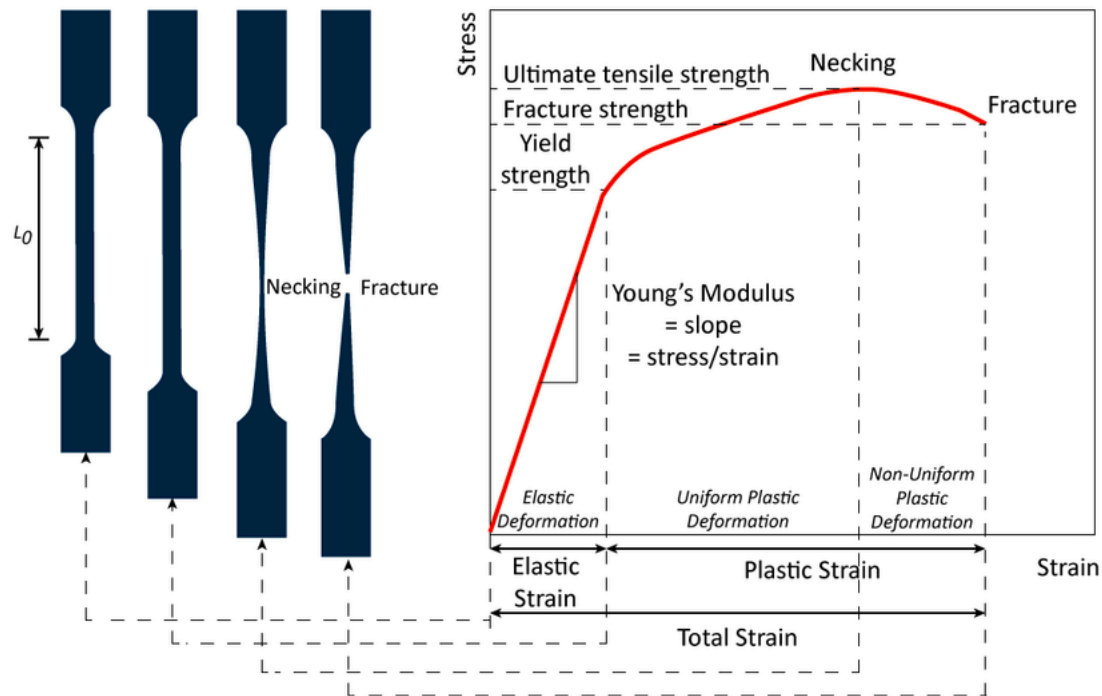 Stress
Ultimate tensile strength
Necking
Fracture strength
Fracture
Yield
strength
L0
Necking
Fracture
Young's Modulus
= slope
= stress/strain
Elastic
Deformation
Uniform Plastic
Deformation
Non-Uniform
Plastic
Deformation
Elastic
Strain
Plastic Strain
Strain
Total Strain